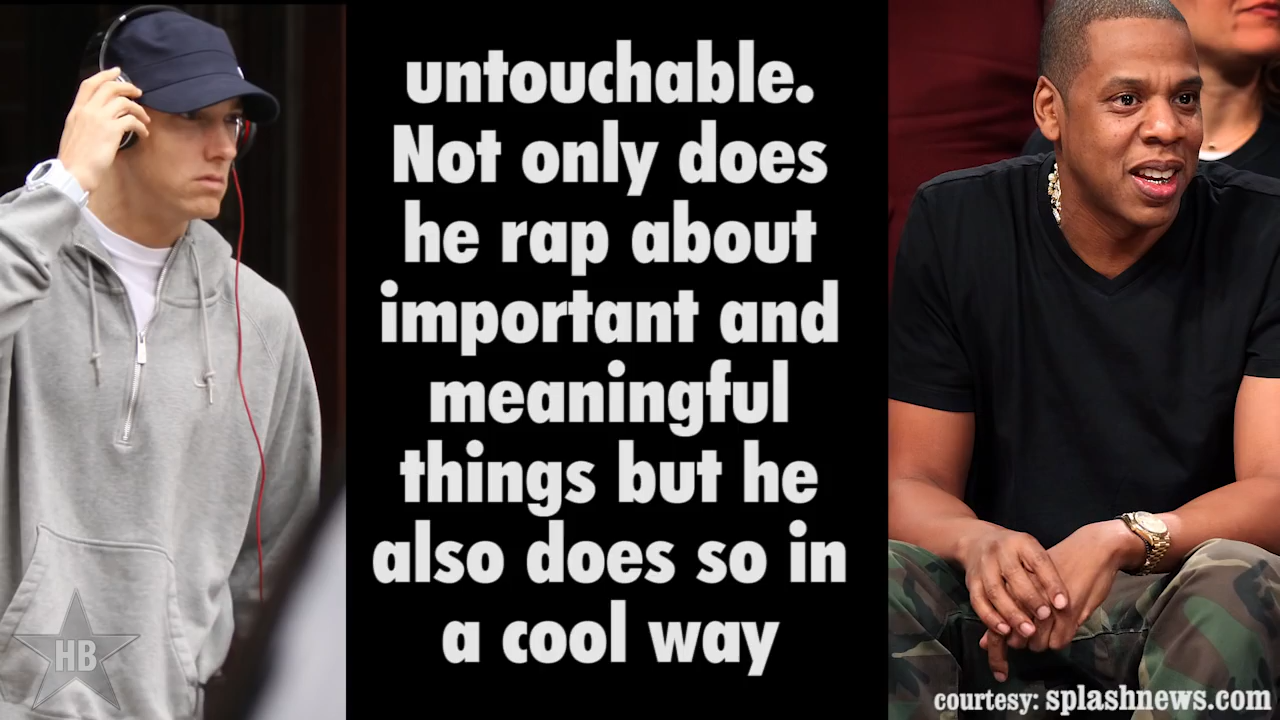 untouchable.
Not only does
he rap about
important and
meaningful
things but he
also does so in
a cool way
HB
courtesy: splashnews.com